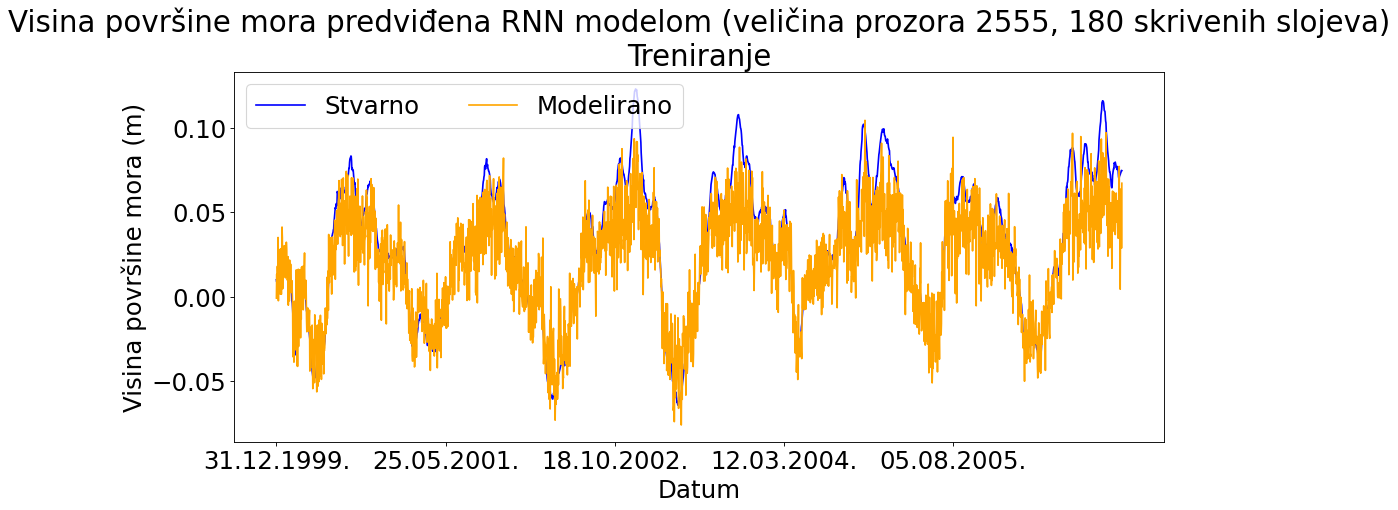 Visina površine mora predviđena RNN modelom (veličina prozora 2555, 180 skrivenih slojeva)
Treniranje
Stvarno
Modelirano
Visina površine mora (m)
0.10
0.05
0.00
−0.05
31.12.1999.
25.05.2001.
18.10.2002.
12.03.2004.
05.08.2005.
Datum